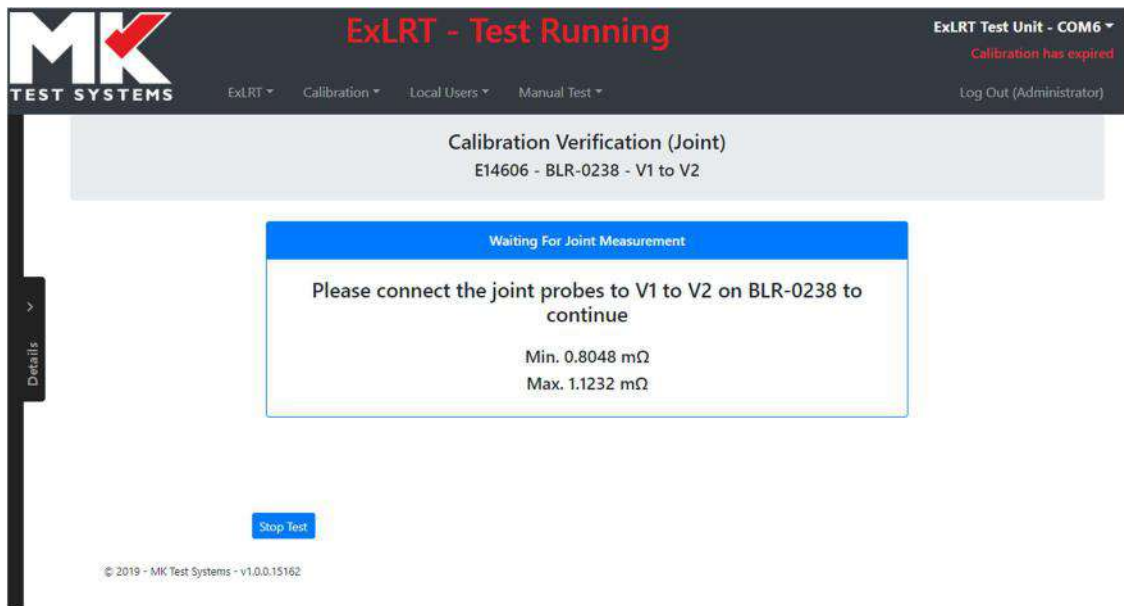 MK
TEST SYSTEMS
ExLRT - Test Running
ExLRT Test Unit - COM6
Calibration has expired
ExLRT
Calibration
Local Users
Manual Test
Log Out (Administrator)
Calibration Verification (Joint)
E14606 - BLR-0238 - V1 to V2
Waiting For Joint Measurement
Please connect the joint probes to V1 to V2 on BLR-0238 to
continue
Min. 0.8048 mΩ
Max. 1.1232 mΩ
Details
Stop Test
© 2019 - MK Test Systems - v1.0.0.15162